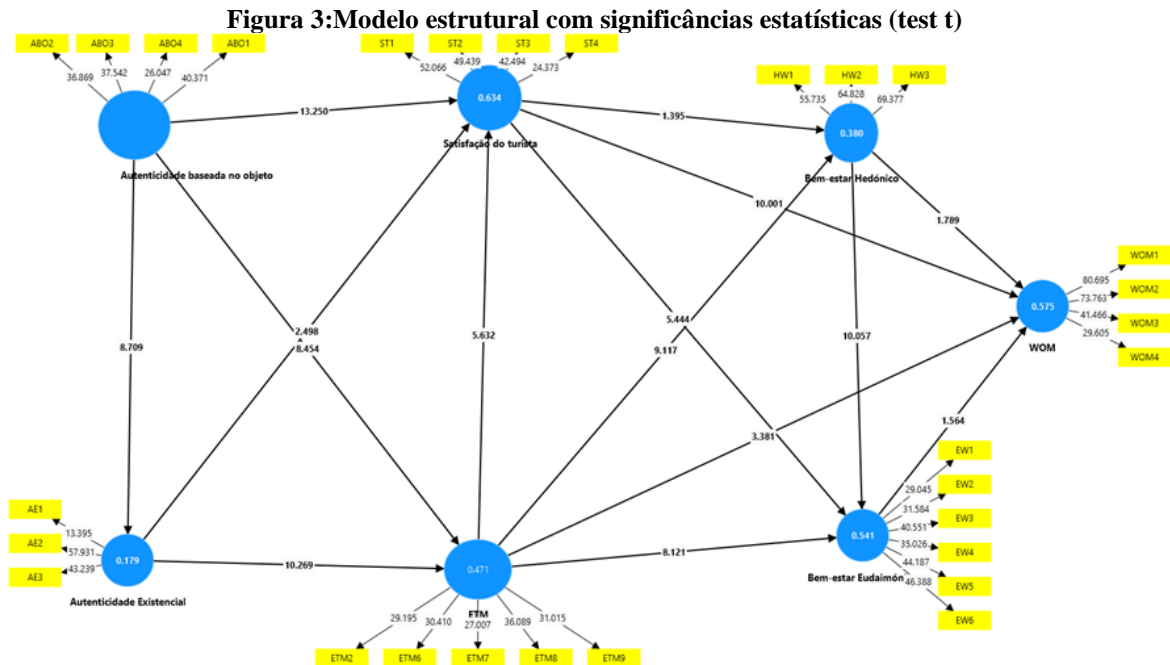 Figura 3:Modelo estrutural com significâncias estatísticas (test t)
ABO2
ABO3
ABO4
ABO1
36.869
37.542
26.047
40.371
ST1
ST2
ST3
ST4
52.066
49.439
42.494
24.373
HW1
HW2
HW3
55.735
64.828
69.377
Autenticidade baseada no objeto
13.250
0.634
Satisfação do turista
1.395
0.380
Bem-estar Hedónico
10.001
1.789
8.709
2.498
8.454
5.632
5.444
9.117
10.057
0.575
WOM
WOM1
WOM2
WOM3
WOM4
80.695
73.763
41.466
29.605
3.381
1.564
AE1
AE2
AE3
13.395
57.931
43.239
0.179
Autenticidade Existencial
10.269
0.471
ETM
8.121
0.541
Bem-estar Eudaimón
EW1
EW2
EW3
EW4
EW5
EW6
29.045
31.584
40.551
35.026
44.187
46.388
29.195
30.410
27.007
36.089
31.015
ETM2
ETM6
ETM7
ETM8
ETM9